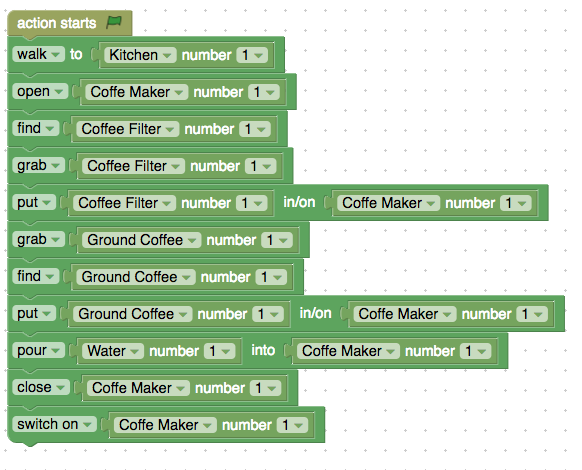 action starts
walk to Kitchen number 1
open Coffe Maker number 1
find Coffee Filter number 1
grab Coffee Filter number 1
put Coffee Filter number 1 in/on Coffe Maker number 1
grab Ground Coffee number 1
find Ground Coffee number 1
put Ground Coffee number 1 in/on Coffe Maker number 1
pour Water number 1 into Coffe Maker number 1
close Coffe Maker number 1
switch on Coffe Maker number 1